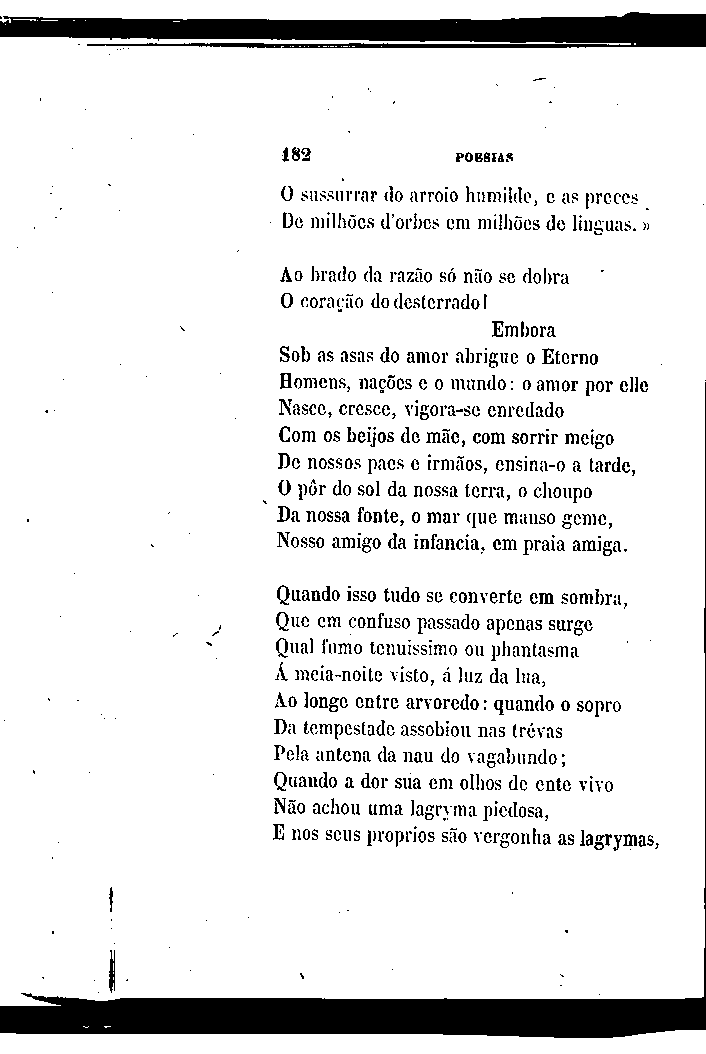 182 POESIAS
O sussurrar do arroio humilde, e as preces
De milhões d'orbes em milhões de linguas. »
Ao brado da razão só não se dobra
O coração do desterrado!
Embora
Sob as asas do amor abrigue o Eterno
Homens, nações e o mundo: o amor por elle
Nasce, cresce, vigora-se enredado
Com os beijos de mãe, com sorrir meigo
De nossos paes e irmãos, ensina-o a tarde,
O pôr do sol da nossa terra, o choupo
Da nossa fonte, o mar que manso geme,
Nosso amigo da infancia, em praia amiga.
Quando isso tudo se converte em sombra,
Que em confuso passado apenas surge
Qual fumo tenuissimo ou phantasma
Á meia-noite visto, á luz da lua,
Ao longe entre arvoredo: quando o sopro
Da tempestade assobiou nas trévas
Pela antena da nau do vagabundo;
Quando a dor sua em olhos de ente vivo
Não achou uma lagryma piedosa,
E nos seus proprios são vergonha as lagrymas,